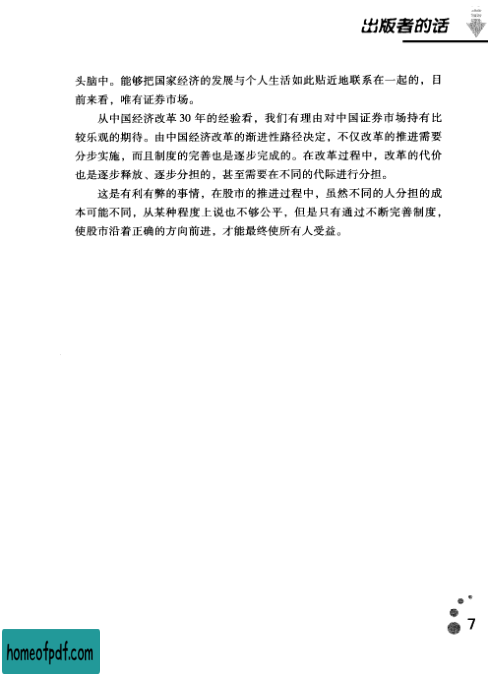 出版者的话
头脑中。能够把国家经济的发展与个人生活如此贴近地联系在一起的，目
前来看，唯有证券市场。
从中国经济改革 30 年的经验看，我们有理由对中国证券市场持有比
较乐观的期待。由中国经济改革的渐进性路径决定，不仅改革的推进需要
分步实施，而且制度的完善也是逐步完成的。在改革过程中，改革的代价
也是逐步释放、逐步分担的，甚至需要在不同的代际进行分担。
这是有利有弊的事情，在股市的推进过程中，虽然不同的人分担的成
本可能不同，从某种程度上说也不够公平，但是只有通过不断完善制度，
使股市沿着正确的方向前进，才能最终使所有人受益。
7
homeofpdf.com